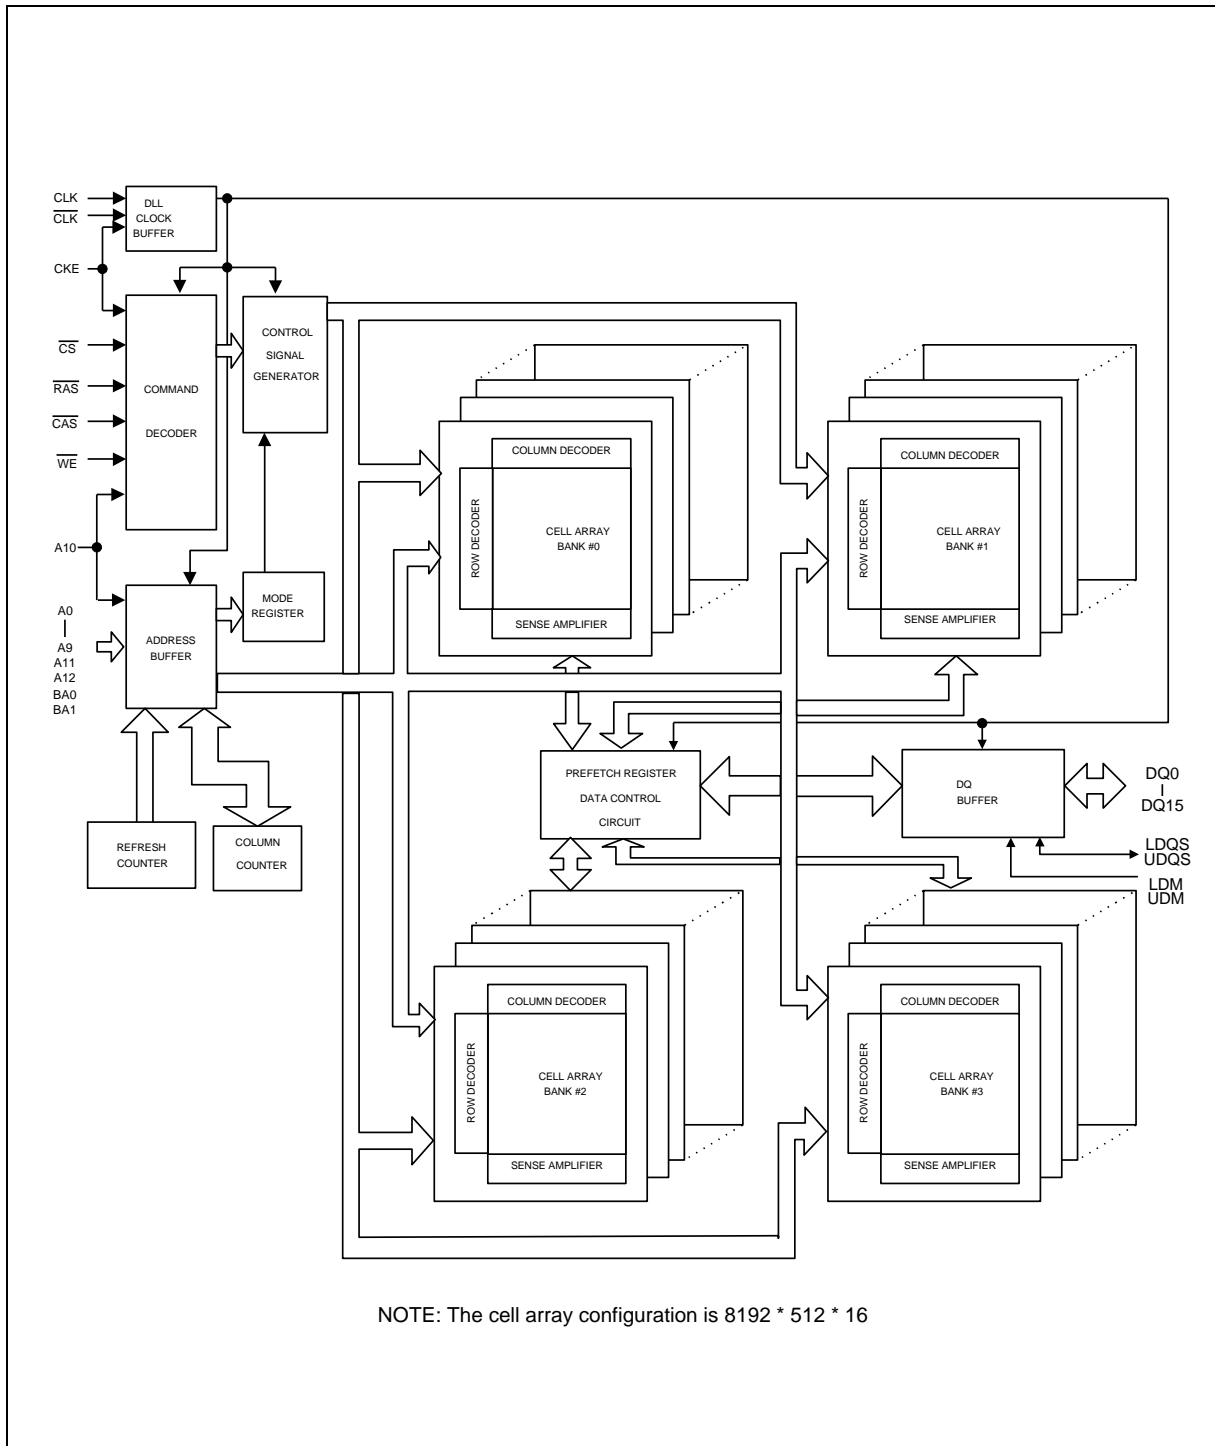 CLK
CLK
CKE
CS
RAS
CAS
WE
A10
A0
A9
A11
A12
BA0
BA1
DLL
CLOCK
BUFFER
COMMAND
DECODER
CONTROL
SIGNAL
GENERATOR
MODE
REGISTER
ADDRESS
BUFFER
REFRESH
COUNTER
COLUMN
COUNTER
COLUMN DECODER
ROW DECODER
CELL ARRAY
BANK #0
SENSE AMPLIFIER
COLUMN DECODER
ROW DECODER
CELL ARRAY
BANK #1
SENSE AMPLIFIER
PREFETCH REGISTER
DATA CONTROL
CIRCUIT
DQ
BUFFER
DQ0
DQ15
LDQS
UDQS
LDM
UDM
COLUMN DECODER
ROW DECODER
CELL ARRAY
BANK #2
SENSE AMPLIFIER
COLUMN DECODER
ROW DECODER
CELL ARRAY
BANK #3
SENSE AMPLIFIER
NOTE: The cell array configuration is 8192 * 512 * 16